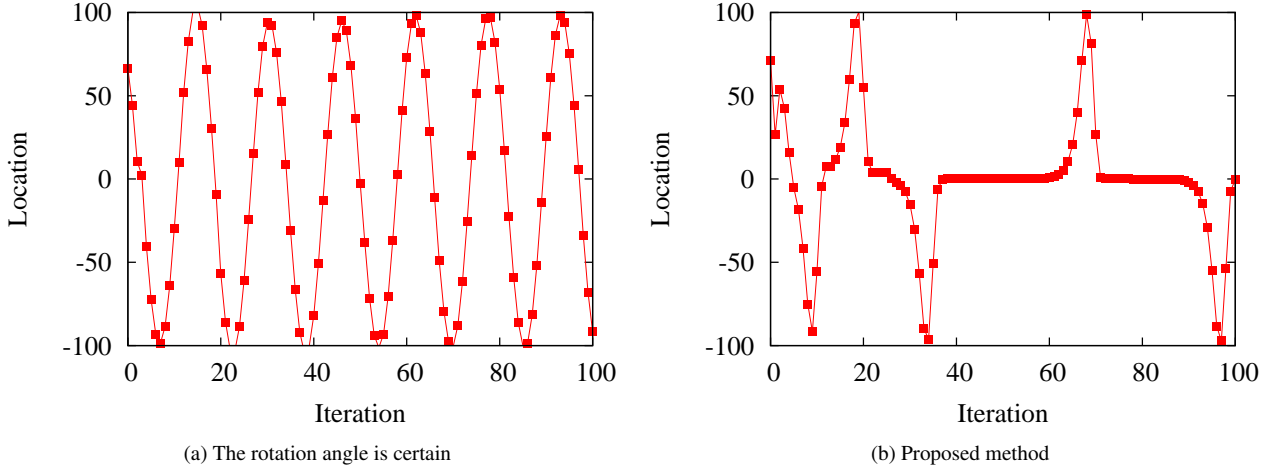 100
50
0
-50
-100
Location
0 20 40 60 80 100
Iteration
(a) The rotation angle is certain
100
50
0
-50
-100
Location
0 20 40 60 80 100
Iteration
(b) Proposed method